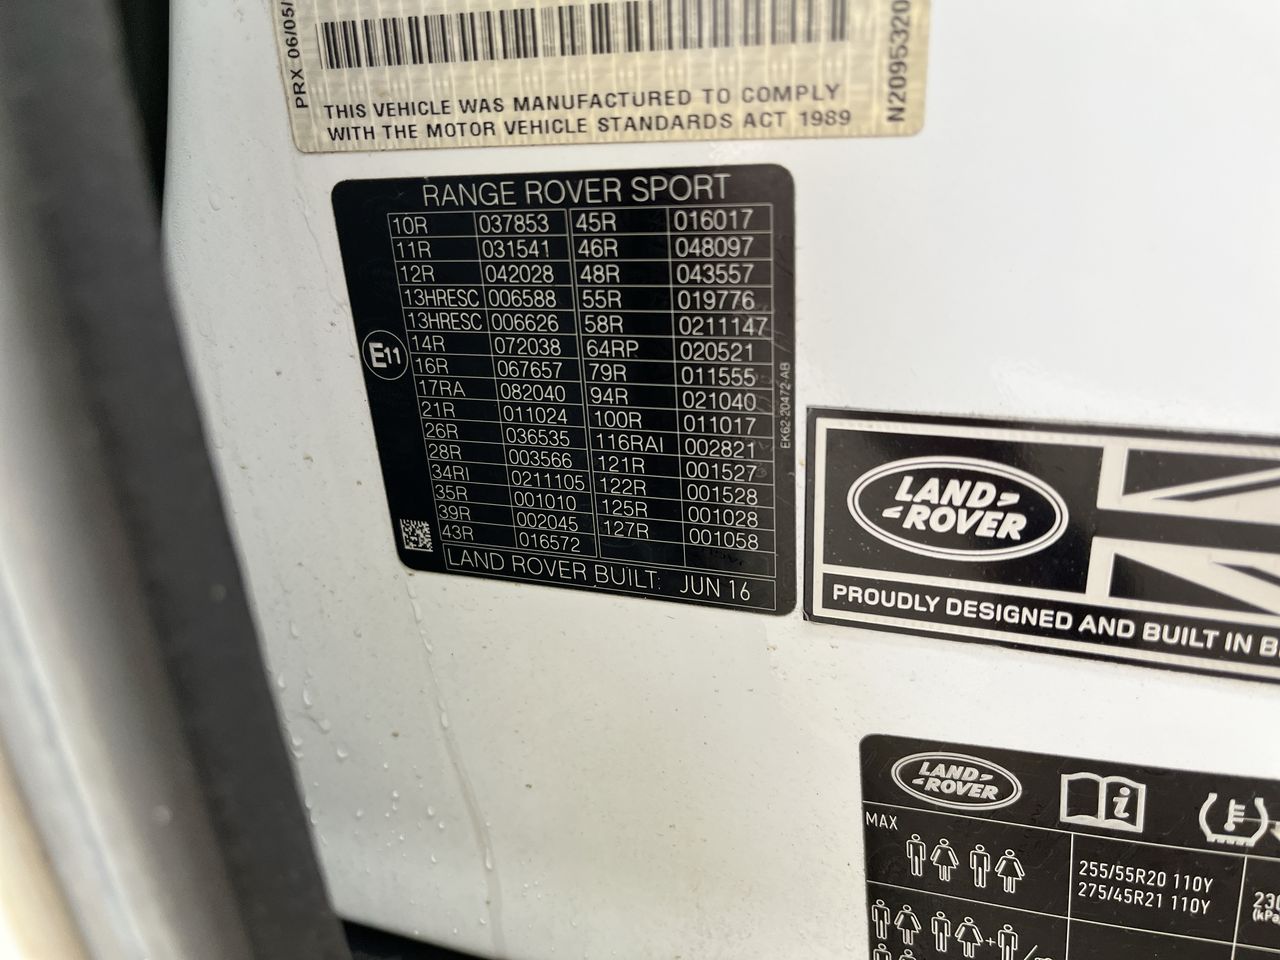 PRX 06/05/
N2095320
THIS VEHICLE WAS MANUFACTURED TO COMPLY
WITH THE MOTOR VEHICLE STANDARDS ACT 1989
RANGE ROVER SPORT
10R 037853 45R 016017
11R 031541 46R 048097
12R 042028 48R 043557
13HRESC 006588 55R 019776
13HRESC 006626 58R 0211147
14R 072038 64RP 020521
16R 067657 79R 011555
17RA 082040 94R 021040
21R 011024 100R 011017
26R 036535 116RAI 002821
28R 003566 121R 001527
34RI 0211105 122R 001528
35R 001010 125R 001028
39R 002045 127R 001058
43R 016572
E11
EK62-20472-AB
LAND ROVER BUILT: JUN 16
LAND
ROVER
PROUDLY DESIGNED AND BUILT IN B
LAND
ROVER
i
MAX
255/55R20 110Y
275/45R21 110Y
230
(kPa